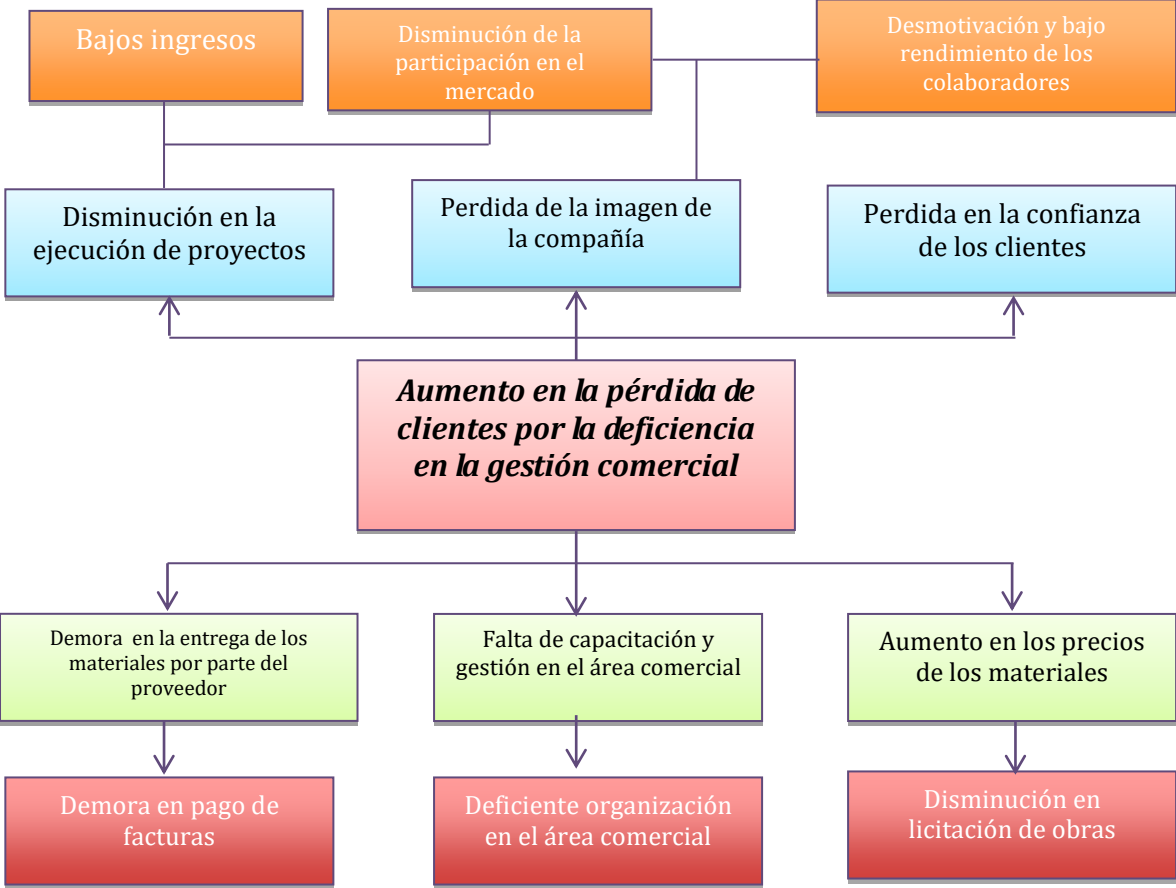 Bajos ingresos
Disminución de la
participación en el
mercado
Desmotivación y bajo
rendimiento de los
colaboradores
Disminución en la
ejecución de proyectos
Perdida de la imagen de
la compañía
Perdida en la confianza
de los clientes
Aumento en la pérdida de
clientes por la deficiencia
en la gestión comercial
Demora en la entrega de los
materiales por parte del
proveedor
Falta de capacitación y
gestión en el área comercial
Aumento en los precios
de los materiales
Demora en pago de
facturas
Deficiente organización
en el área comercial
Disminución en
licitación de obras